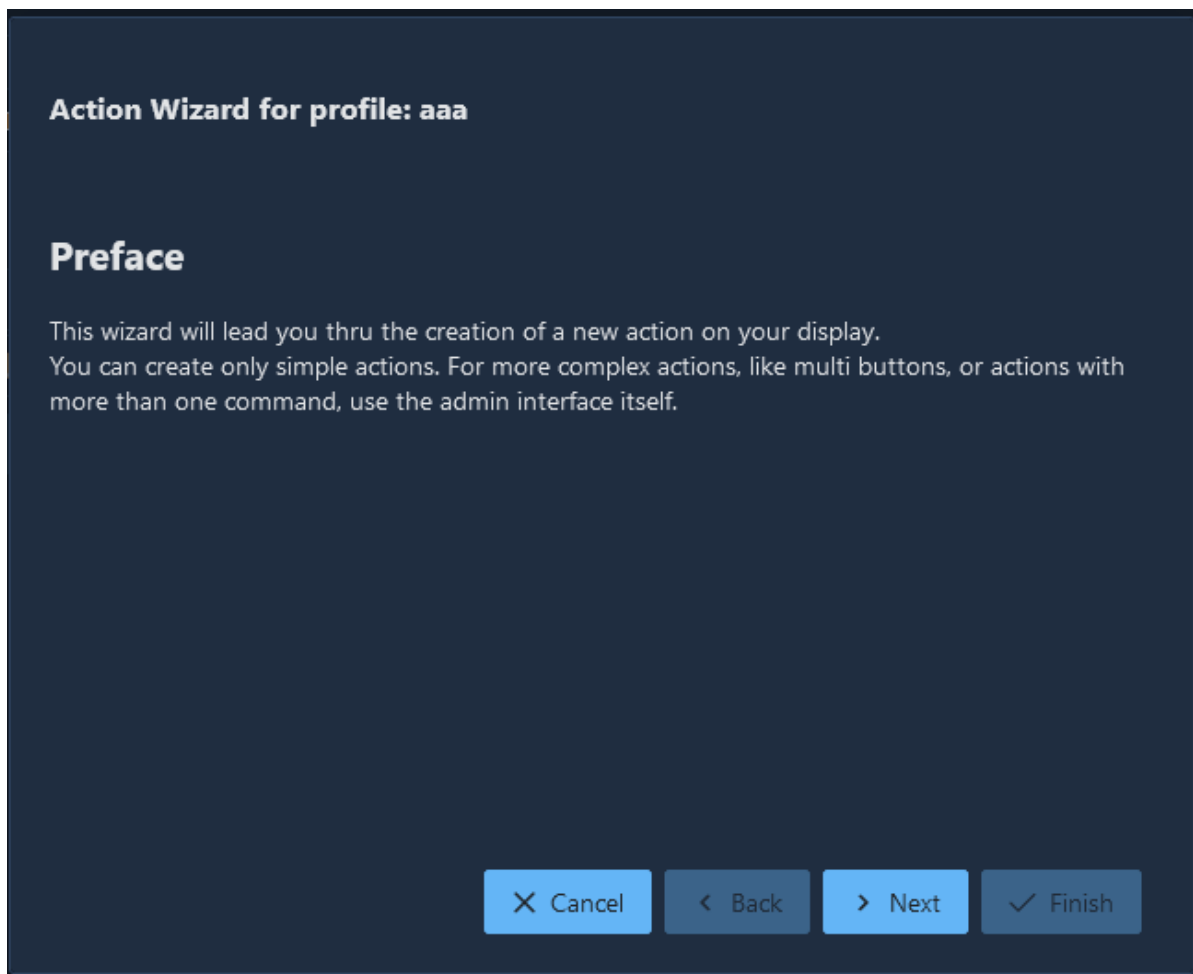 Action Wizard for profile: aaa
Preface
This wizard will lead you thru the creation of a new action on your display.
You can create only simple actions. For more complex actions, like multi buttons, or actions with
more than one command, use the admin interface itself.
Cancel Back Next Finish